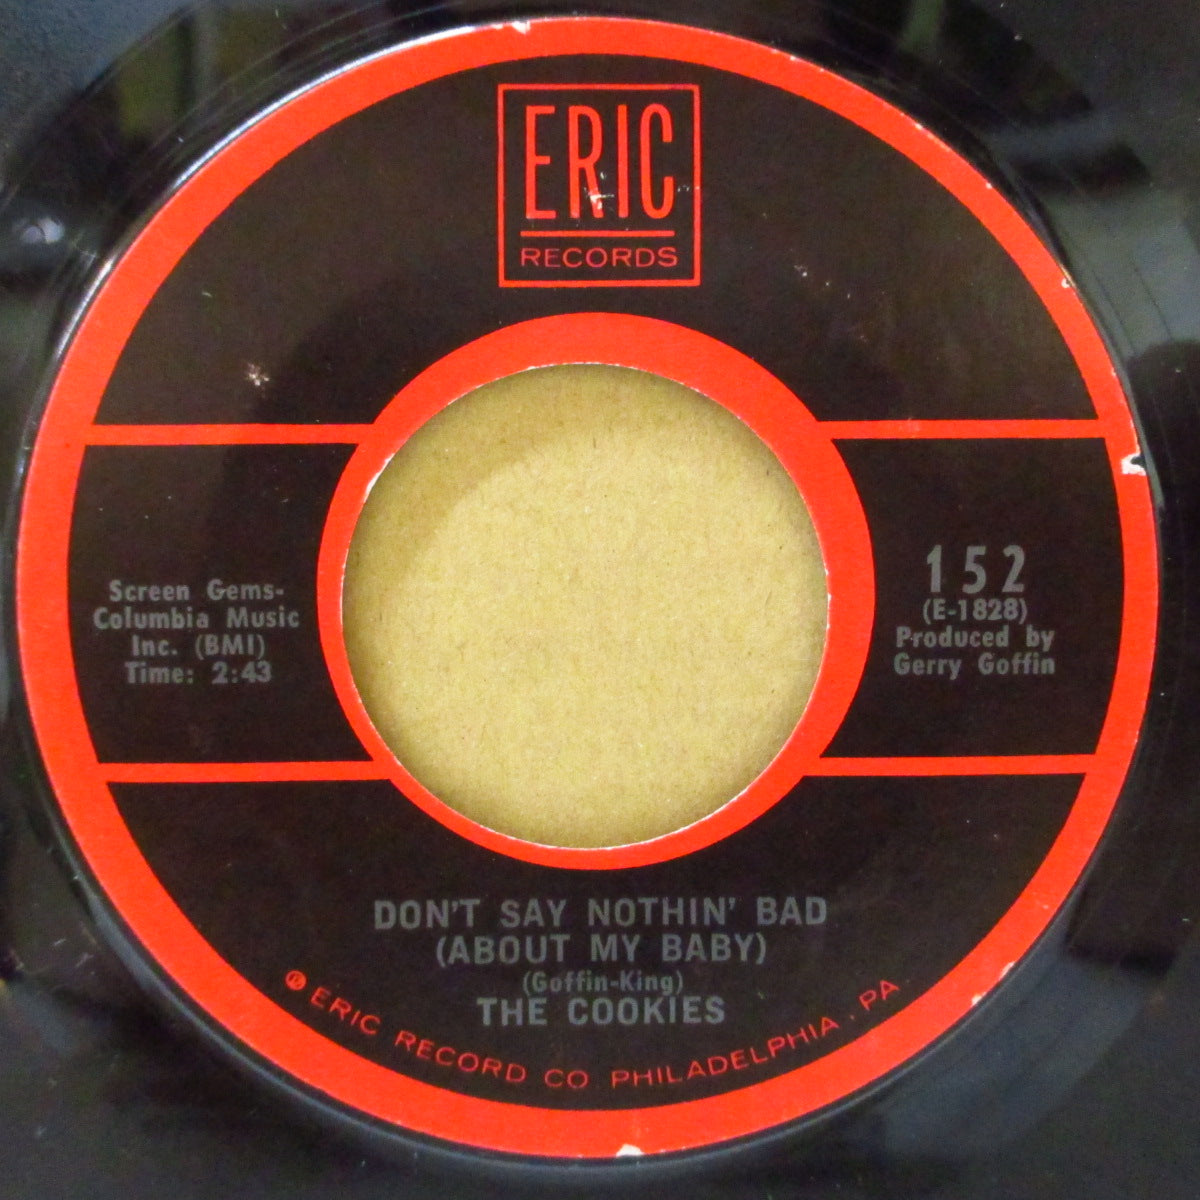 ERIC
RECORDS
Screen Gems-
Columbia Music
Inc. (BMI)
Time: 2:43
152
(E-1828)
Produced by
Gerry Goffin
DON'T SAY NOTHIN' BAD
(ABOUT MY BABY)
(Goffin-King)
THE COOKIES
℗ ERIC RECORD CO PHILADELPHIA . PA